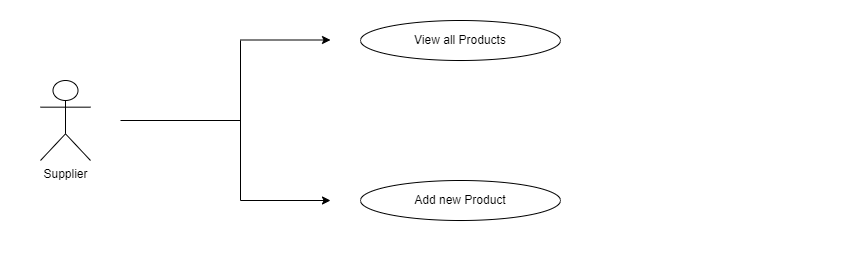 View all Products
Supplier
Add new Product